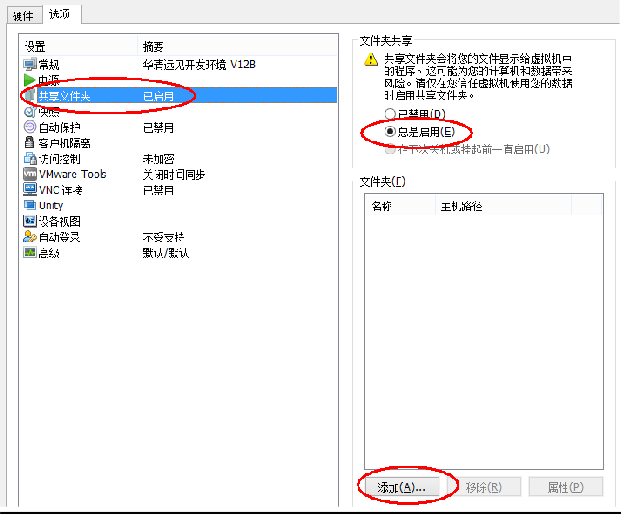 硬件 选项
设置 摘要
常规 华清远见开发环境 V12B
电源
共享文件夹 已启用
快照
自动保护 已禁用
客户机隔离
访问控制 未加密
VMware Tools 关闭时间同步
VNC 连接 已禁用
Unity
设备视图
自动登录 不受支持
高级 默认/默认
文件夹共享
共享文件夹会将您的文件显示给虚拟机中
的程序。这可能为您的计算机和数据带来
风险。请仅在您信任虚拟机使用您的数据
时启用共享文件夹。
已禁用(D)
总是启用(E)
在下次关机或挂起前一直启用(U)
文件夹(F)
名称 主机路径
添加(A)... 移除(R) 属性(P)